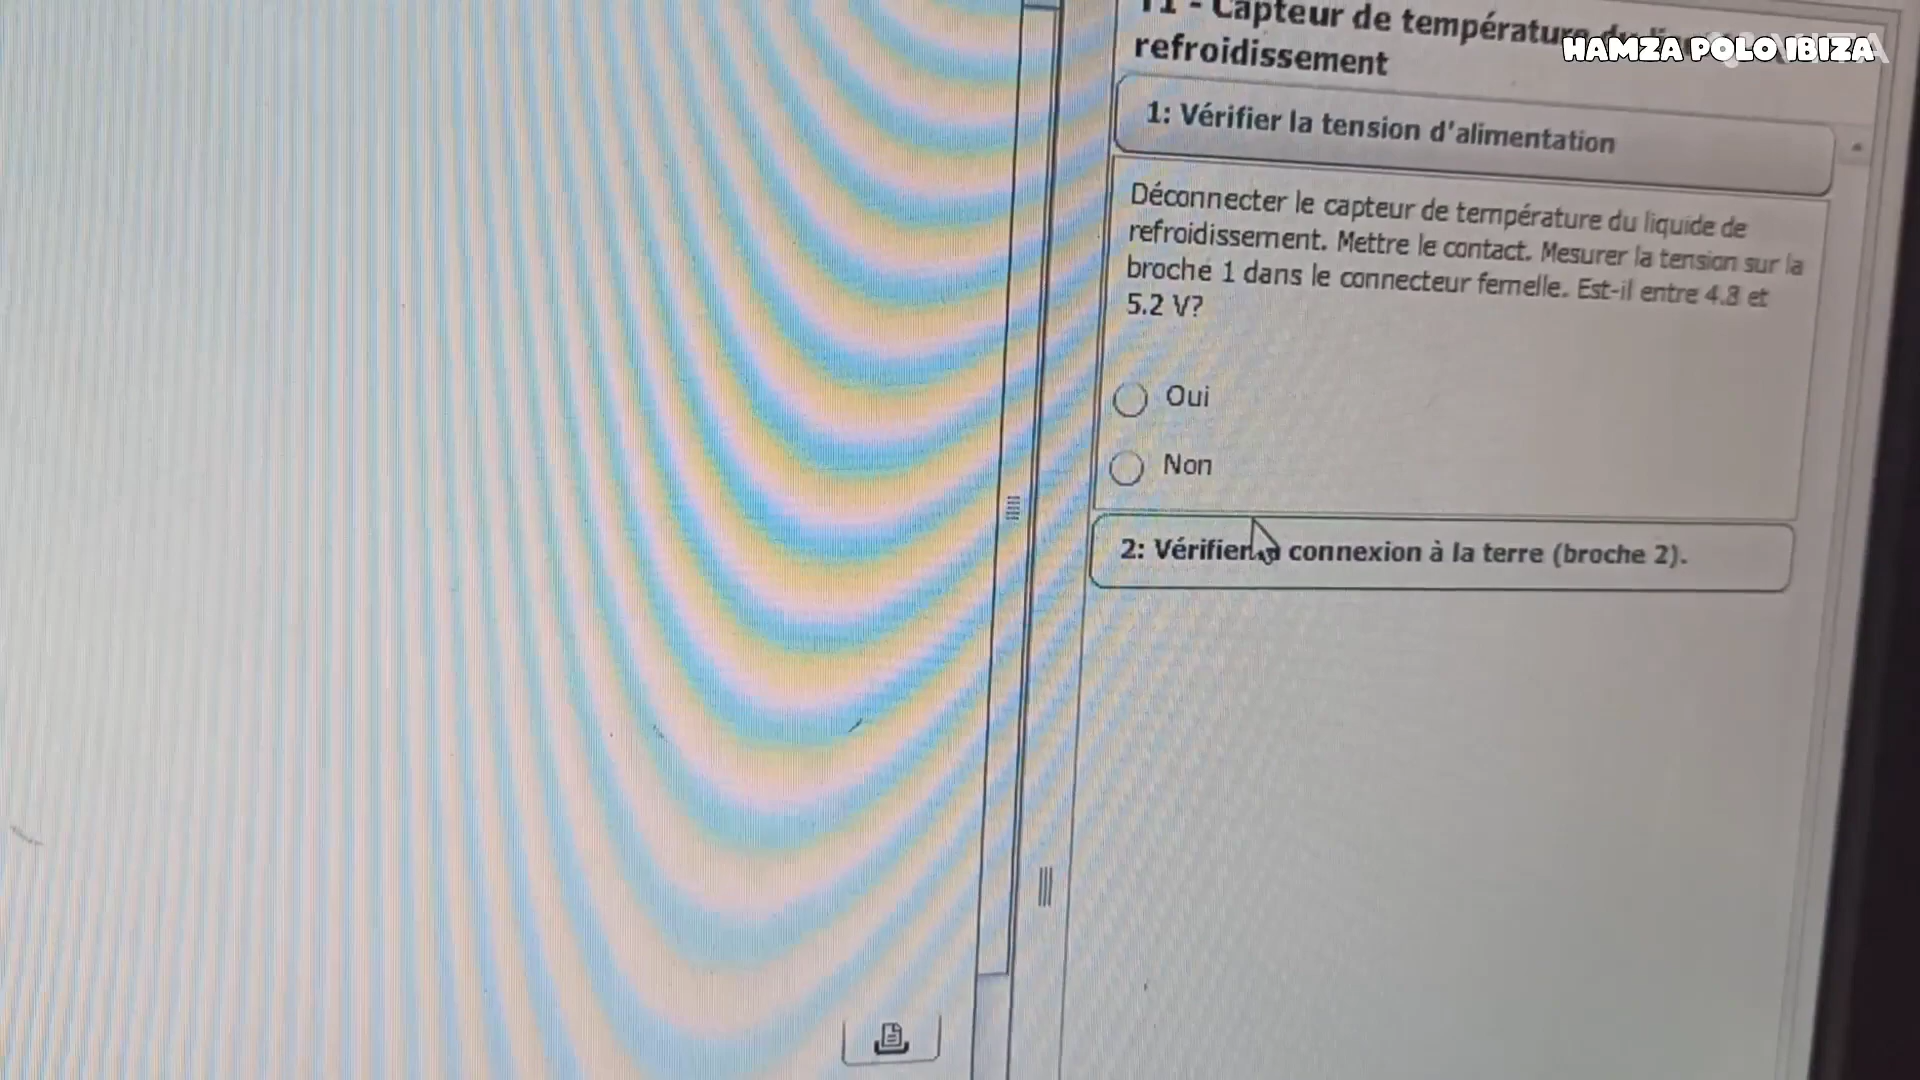 - Capteur de température
refroidissement
HAMZA POLO IBIZA
1: Vérifier la tension d'alimentation
Déconnecter le capteur de température du liquide de
refroidissement. Mettre le contact. Mesurer la tension sur la
broche 1 dans le connecteur femelle. Est-il entre 4.8 et
5.2 V?
Oui
Non
2: Vérifier connexion à la terre (broche 2).